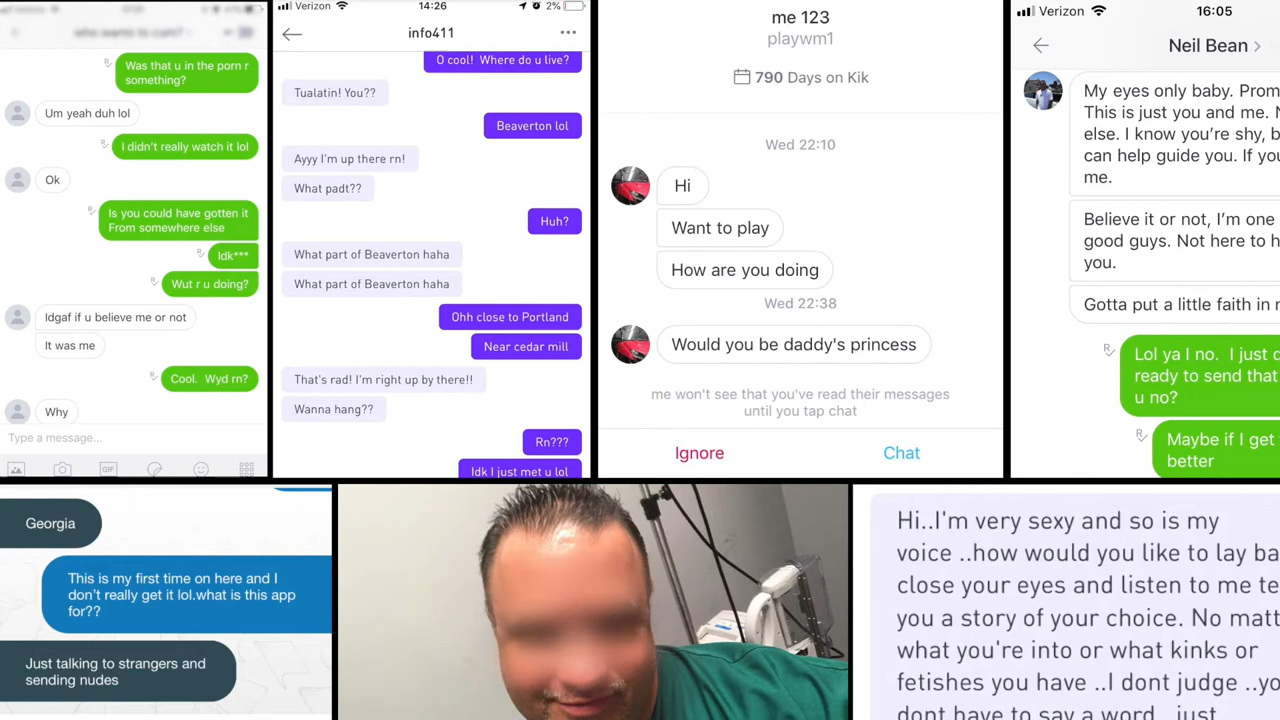 Was that u in the porn r
something?
Um yeah duh lol
I didn't really watch it lol
Ok
Is you could have gotten it
From somewhere else
Idk***
Wut r u doing?
Idgaf if u believe me or not
It was me
Cool. Wyd rn?
Why
Type a message...
GIF
Verizon
14:26
2%
info411
O cool! Where do u live?
Tualatin! You??
Beaverton lol
Ayyy I'm up there rn!
What padt??
Huh?
What part of Beaverton haha
What part of Beaverton haha
Ohh close to Portland
Near cedar mill
That's rad! I'm right up by there!!
Wanna hang??
Rn???
Idk I just met u lol
me 123
playwm1
790 Days on Kik
Wed 22:10
Hi
Want to play
How are you doing
Wed 22:38
Would you be daddy's princess
me won't see that you've read their messages
until you tap chat
Ignore
Chat
Verizon
16:05
Neil Bean
My eyes only baby. Prom
This is just you and me. N
else. I know you're shy, b
can help guide you. If you
me.
Believe it or not, I'm one
good guys. Not here to h
you.
Gotta put a little faith in
Lol ya I no. I just
ready to send that
u no?
Maybe if I get
better
Georgia
This is my first time on here and I
don't really get it lol.what is this app
for??
Just talking to strangers and
sending nudes
Hi..I'm very sexy and so is my
voice ..how would you like to lay ba
close your eyes and listen to me te
you a story of your choice. No matt
what you're into or what kinks or
fetishes you have ..I dont judge ..yo
dont have to say a word ..just